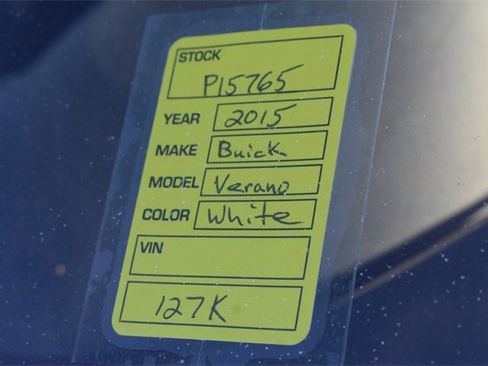 STOCK
P15765
YEAR 2015
MAKE Buick
MODEL Verano
COLOR White
VIN
127K